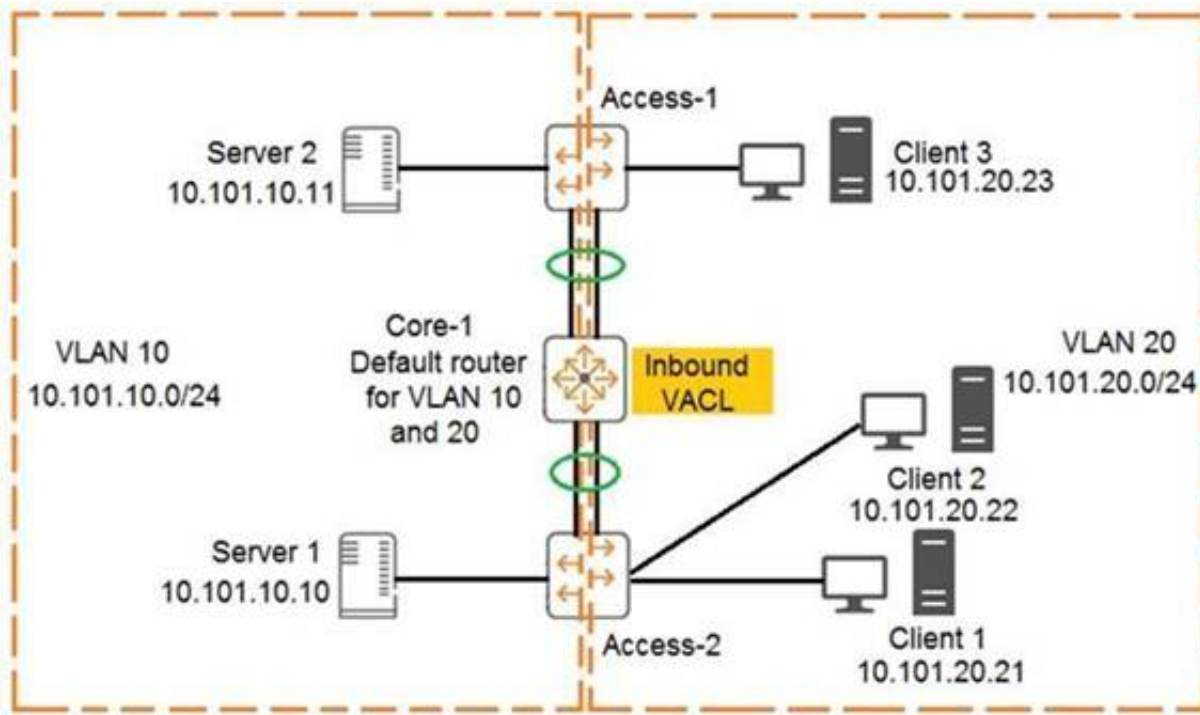 Access-1
Server 2
10.101.10.11
Client 3
10.101.20.23
VLAN 10
10.101.10.0/24
Core-1
Default router
for VLAN 10
and 20
Inbound
VACL
VLAN 20
10.101.20.0/24
Client 2
10.101.20.22
Server 1
10.101.10.10
Access-2
Client 1
10.101.20.21